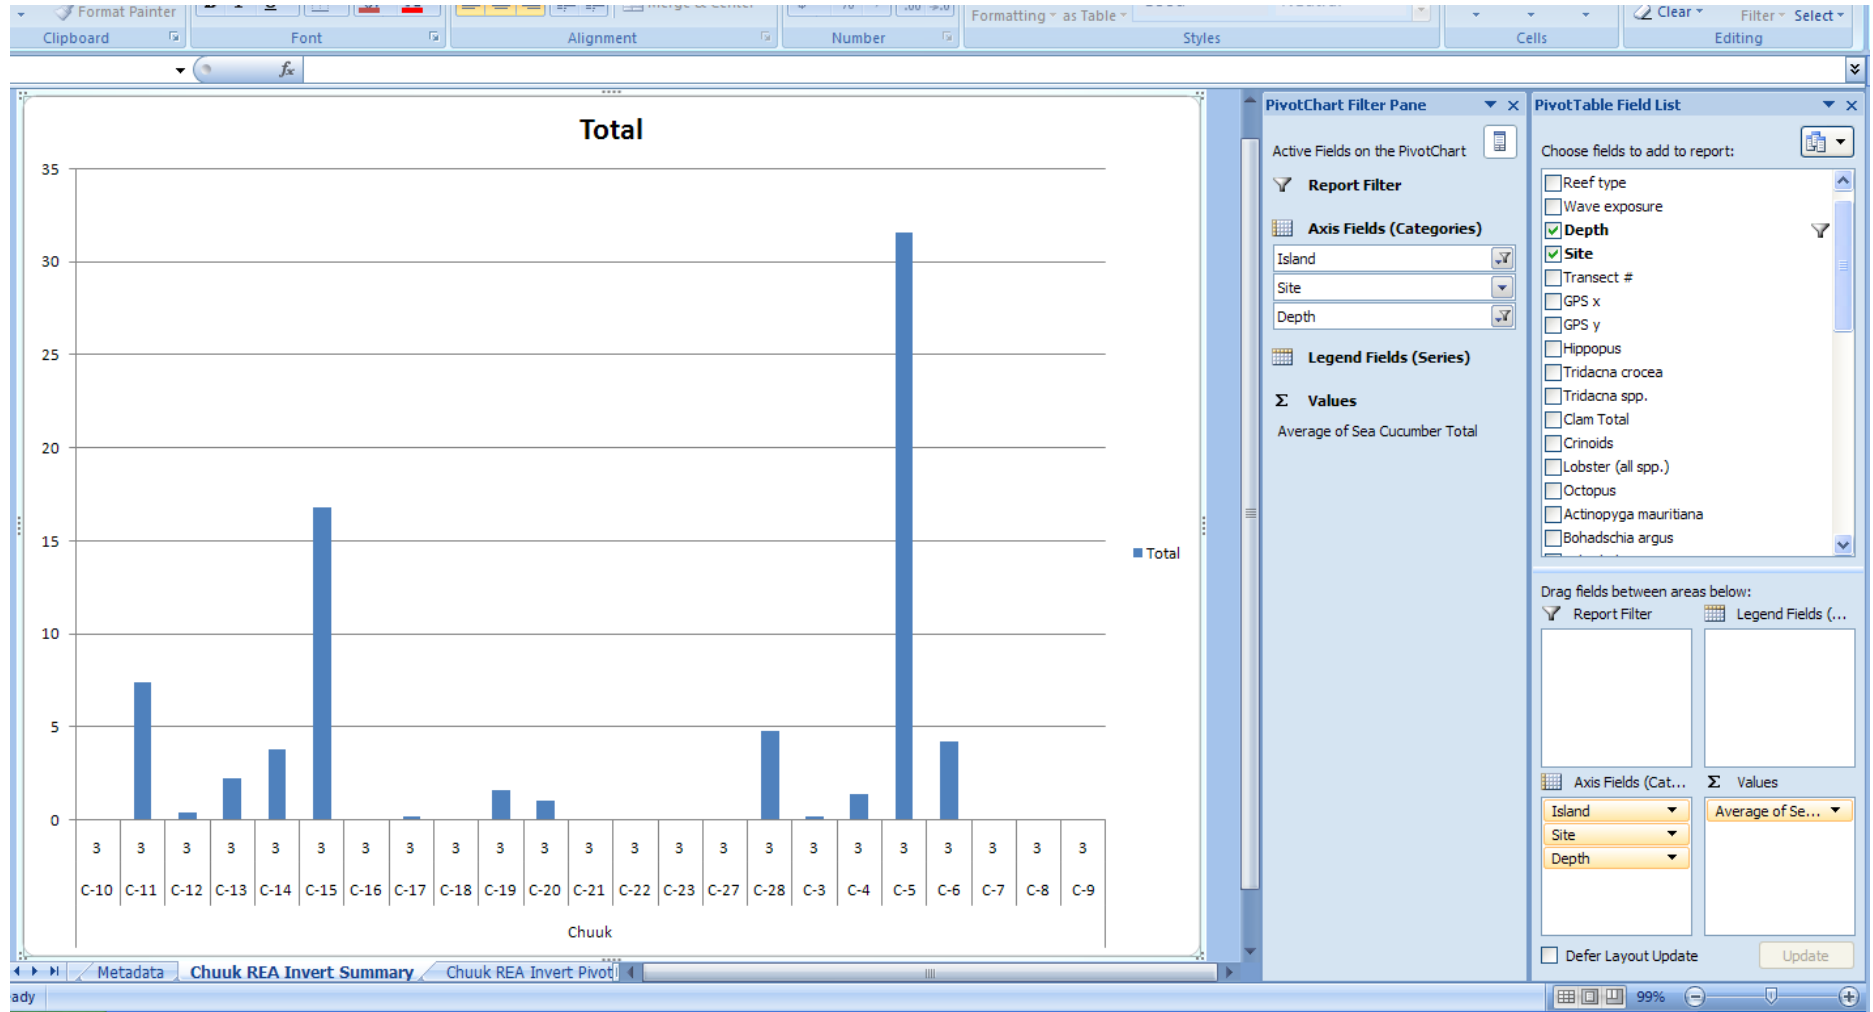 Format Painter
Merge & Center
Formatting as Table
Neutral
Clear
Filter Select
Clipboard Font Alignment Number Styles Cells Editing
fx
Total
35
30
25
20
15
10
5
0
3 3 3 3 3 3 3 3 3 3 3 3 3 3 3 3 3 3 3 3 3 3 3
C-10 C-11 C-12 C-13 C-14 C-15 C-16 C-17 C-18 C-19 C-20 C-21 C-22 C-23 C-27 C-28 C-3 C-4 C-5 C-6 C-7 C-8 C-9
Chuuk
Total
PivotChart Filter Pane
Active Fields on the PivotChart
Report Filter
Axis Fields (Categories)
Island
Site
Depth
Legend Fields (Series)
Σ Values
Average of Sea Cucumber Total
PivotTable Field List
Choose fields to add to report:
Reef type
Wave exposure
Depth
Site
Transect #
GPS x
GPS y
Hippopus
Tridacna crocea
Tridacna spp.
Clam Total
Crinoids
Lobster (all spp.)
Octopus
Actinopyga mauritiana
Bohadschia argus
Drag fields between areas below:
Report Filter
Legend Fields (...
Axis Fields (Cat...
Σ Values
Island
Average of Se...
Site
Depth
Defer Layout Update
Update
Metadata
Chuuk REA Invert Summary
Chuuk REA Invert Pivot
ady
99%